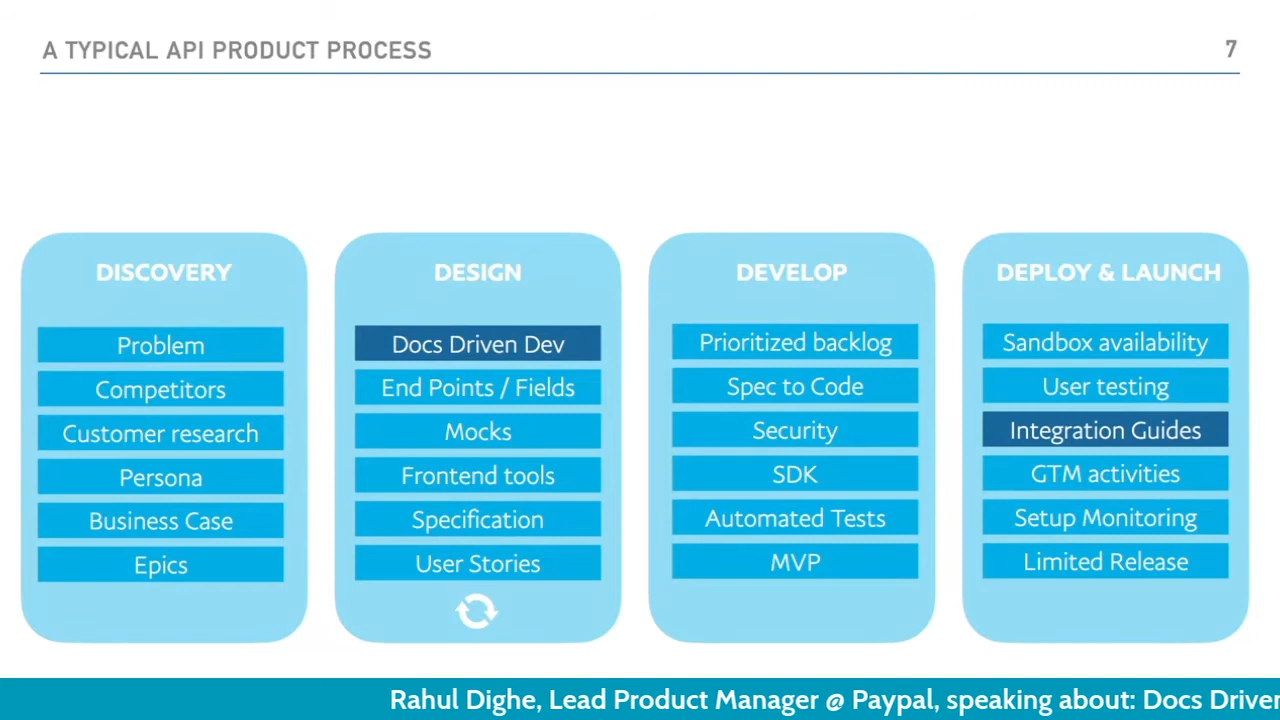 A TYPICAL API PRODUCT PROCESS
7
DISCOVERY
Problem
Competitors
Customer research
Persona
Business Case
Epics
DESIGN
Docs Driven Dev
End Points / Fields
Mocks
Frontend tools
Specification
User Stories
DEVELOP
Prioritized backlog
Spec to Code
Security
SDK
Automated Tests
MVP
DEPLOY & LAUNCH
Sandbox availability
User testing
Integration Guides
GTM activities
Setup Monitoring
Limited Release
Rahul Dighe, Lead Product Manager @ Paypal, speaking about: Docs Driven